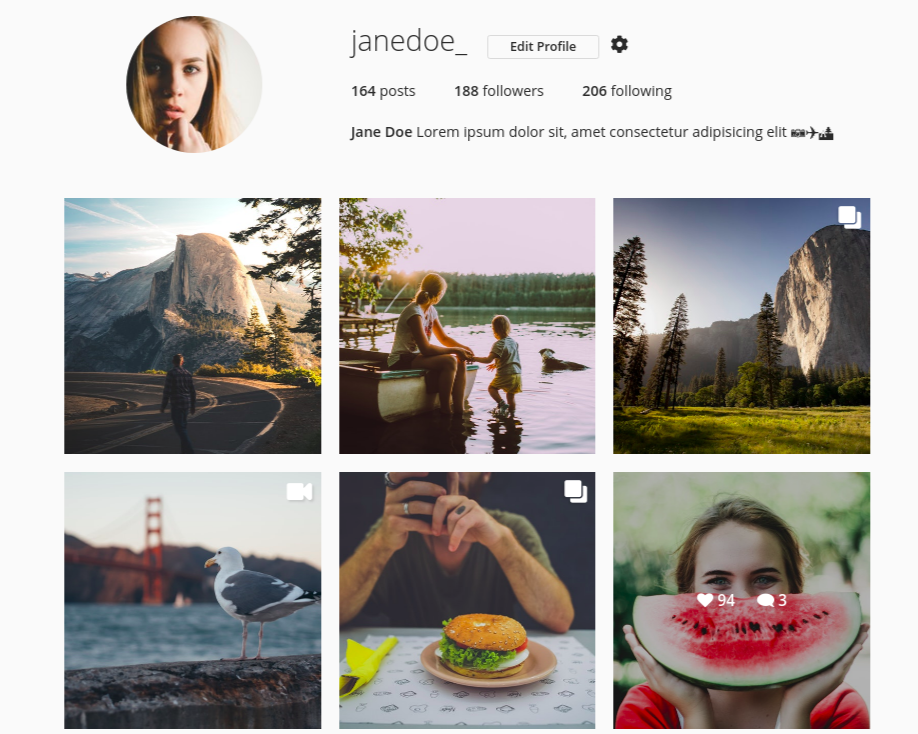 janedoe_ Edit Profile
164 posts 188 followers 206 following
Jane Doe Lorem ipsum dolor sit, amet consectetur adipisicing elit 📷✈️🏕️
94 3